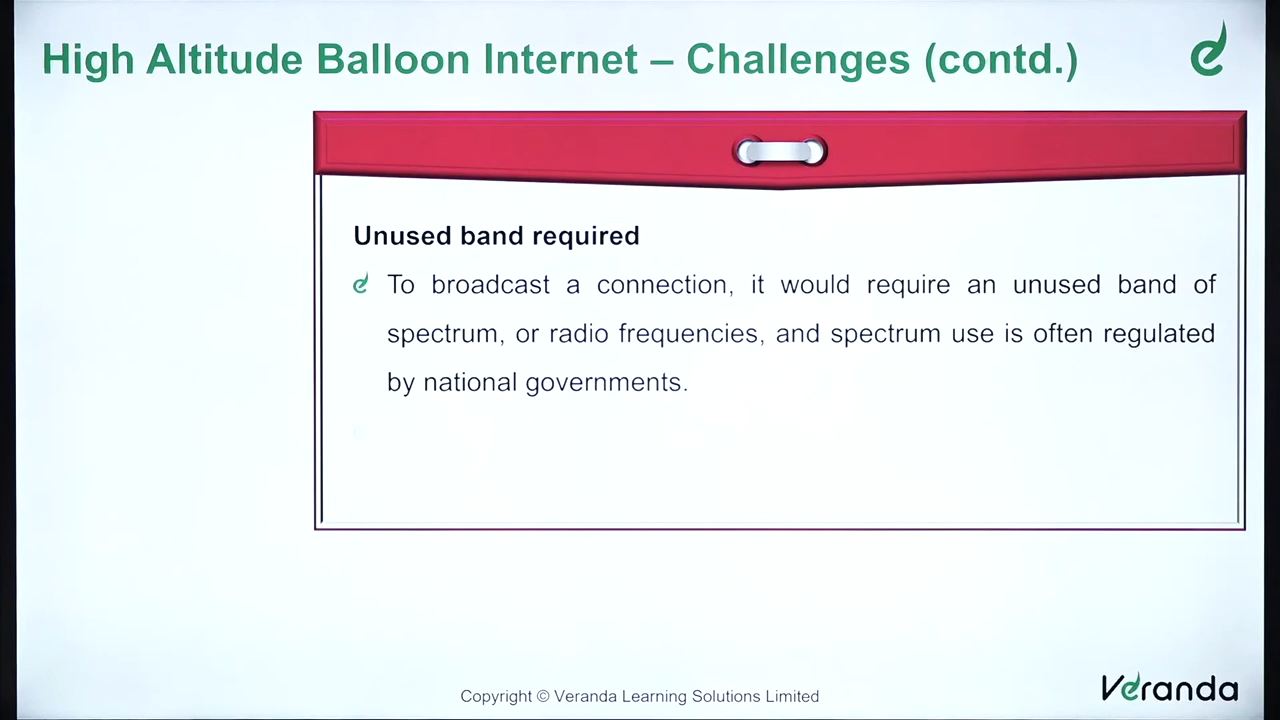 High Altitude Balloon Internet – Challenges (contd.)
Unused band required
To broadcast a connection, it would require an unused band of
spectrum, or radio frequencies, and spectrum use is often regulated
by national governments.
Copyright © Veranda Learning Solutions Limited
Veranda